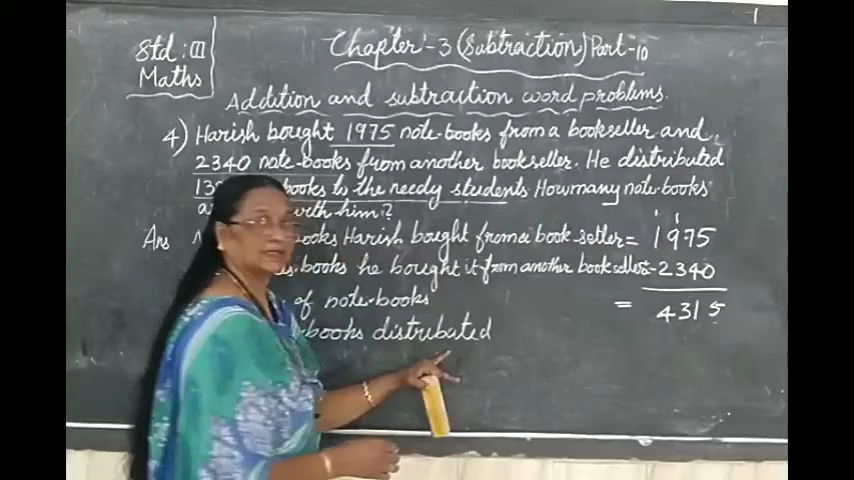 Std : III
Maths
Chapter - 3 (Subtraction) Part-10
Addition and subtraction word problems.
4) Harish bought 1975 note-books from a bookseller and
2340 note-books from another bookseller. He distributed
books to the needy students. How many note-books
with him?
Ans books Harish bought from a book-seller = 1975
books he bought it from another bookseller = 2340
of note-books = 4315
books distributed